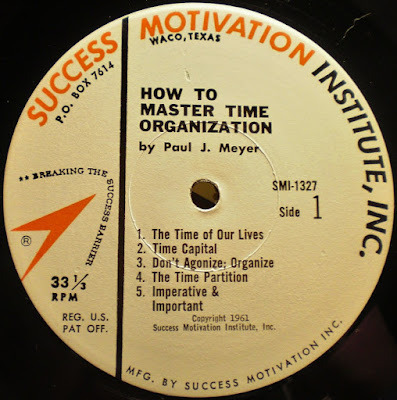 SUCCESS MOTIVATION INSTITUTE, INC.
P.O. BOX 7614
WACO, TEXAS
HOW TO
MASTER TIME
ORGANIZATION
by Paul J. Meyer
** BREAKING THE
SUCCESS BARRIER
®
SMI-1327
Side 1
1. The Time of Our Lives
2. Time Capital
3. Don't Agonize; Organize
4. The Time Partition
5. Imperative &
Important
33 1/3
RPM
REG. U.S.
PAT OFF.
Copyright 1961
Success Motivation Institute, Inc.
MFG. BY SUCCESS MOTIVATION INC.